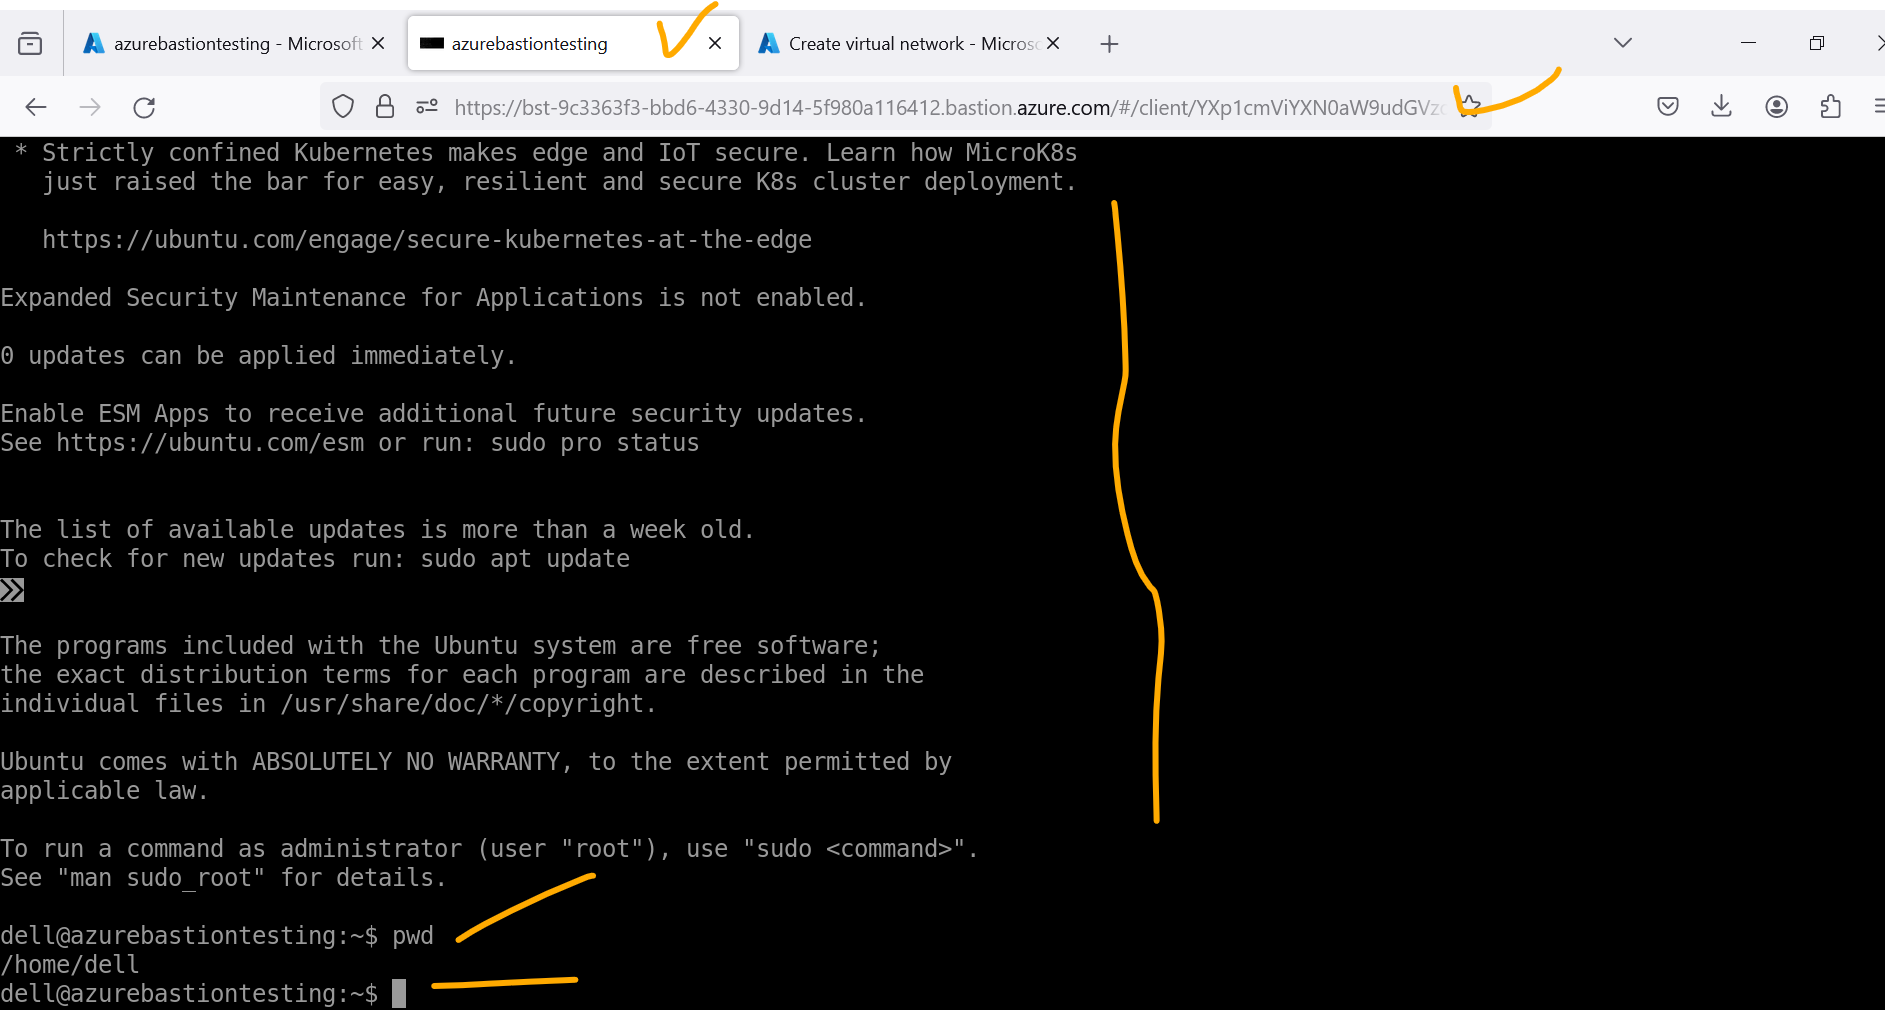 azurebastiontesting - Microsoft
azurebastiontesting
Create virtual network - Micros
https://bst-9c3363f3-bbd6-4330-9d14-5f980a116412.bastion.azure.com/#/client/YXp1cmViYXN0aW9udGVz
* Strictly confined Kubernetes makes edge and IoT secure. Learn how MicroK8s
just raised the bar for easy, resilient and secure K8s cluster deployment.
https://ubuntu.com/engage/secure-kubernetes-at-the-edge
Expanded Security Maintenance for Applications is not enabled.
0 updates can be applied immediately.
Enable ESM Apps to receive additional future security updates.
See https://ubuntu.com/esm or run: sudo pro status
The list of available updates is more than a week old.
To check for new updates run: sudo apt update
The programs included with the Ubuntu system are free software;
the exact distribution terms for each program are described in the
individual files in /usr/share/doc/*/copyright.
Ubuntu comes with ABSOLUTELY NO WARRANTY, to the extent permitted by
applicable law.
To run a command as administrator (user "root"), use "sudo <command>".
See "man sudo_root" for details.
dell@azurebastiontesting:~$ pwd
/home/dell
dell@azurebastiontesting:~$